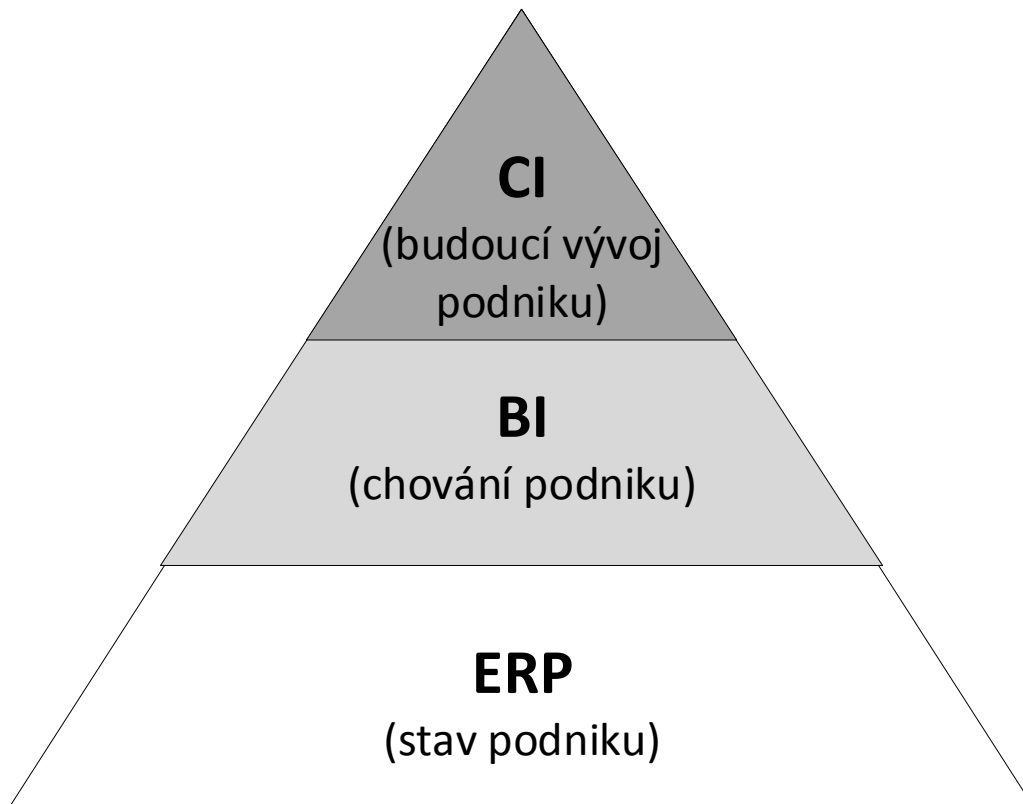 CI
(budoucí vývoj
podniku)
BI
(chování podniku)
ERP
(stav podniku)